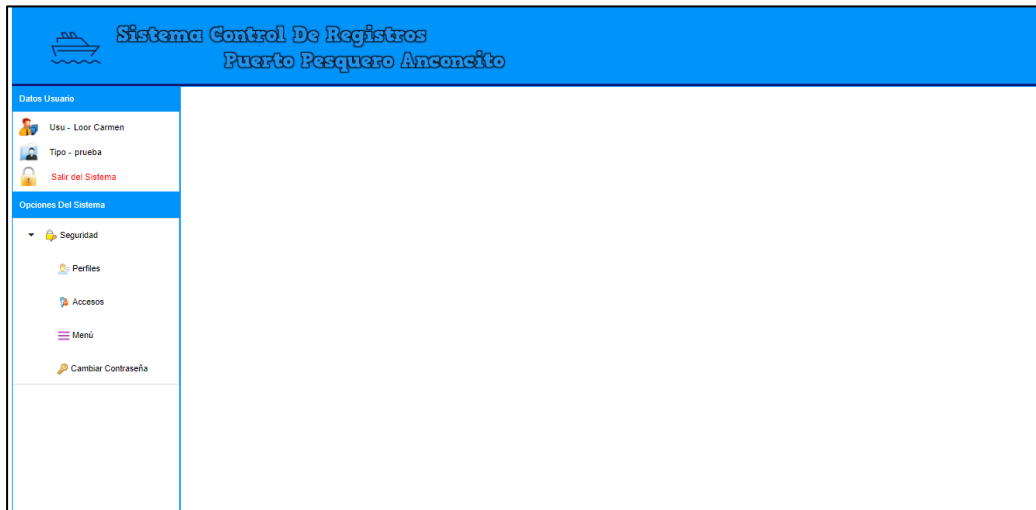 Sistema Control De Registros
Puerto Pesquero Anconcito
Datos Usuario
Usu - Loor Carmen
Tipo - prueba
Salir del Sistema
Opciones Del Sistema
Seguridad
Perfiles
Accesos
Menú
Cambiar Contraseña